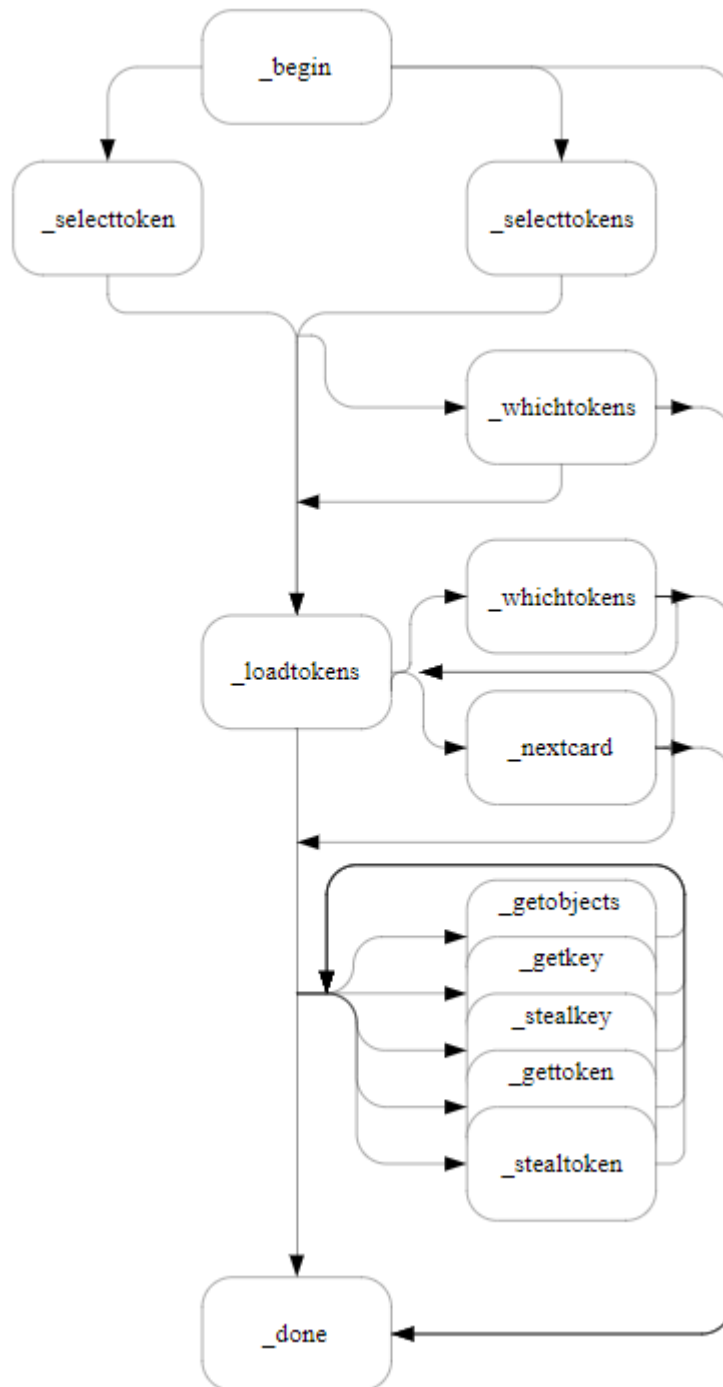 _begin
_selecttoken
_selecttokens
_whichtokens
_whichtokens
_loadtokens
_nextcard
_getobjects
_getkey
_stealkey
_gettoken
_stealtoken
_done